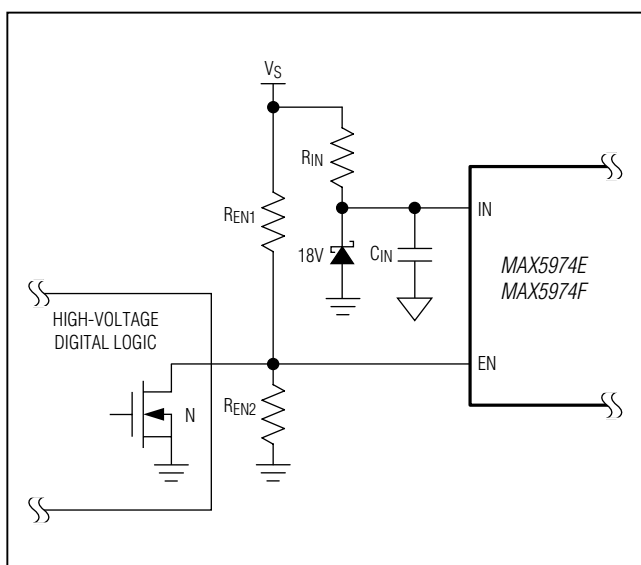 VS
RIN
REN1
IN
18V
CIN
MAX5974E
MAX5974F
HIGH-VOLTAGE
DIGITAL LOGIC
EN
N
REN2